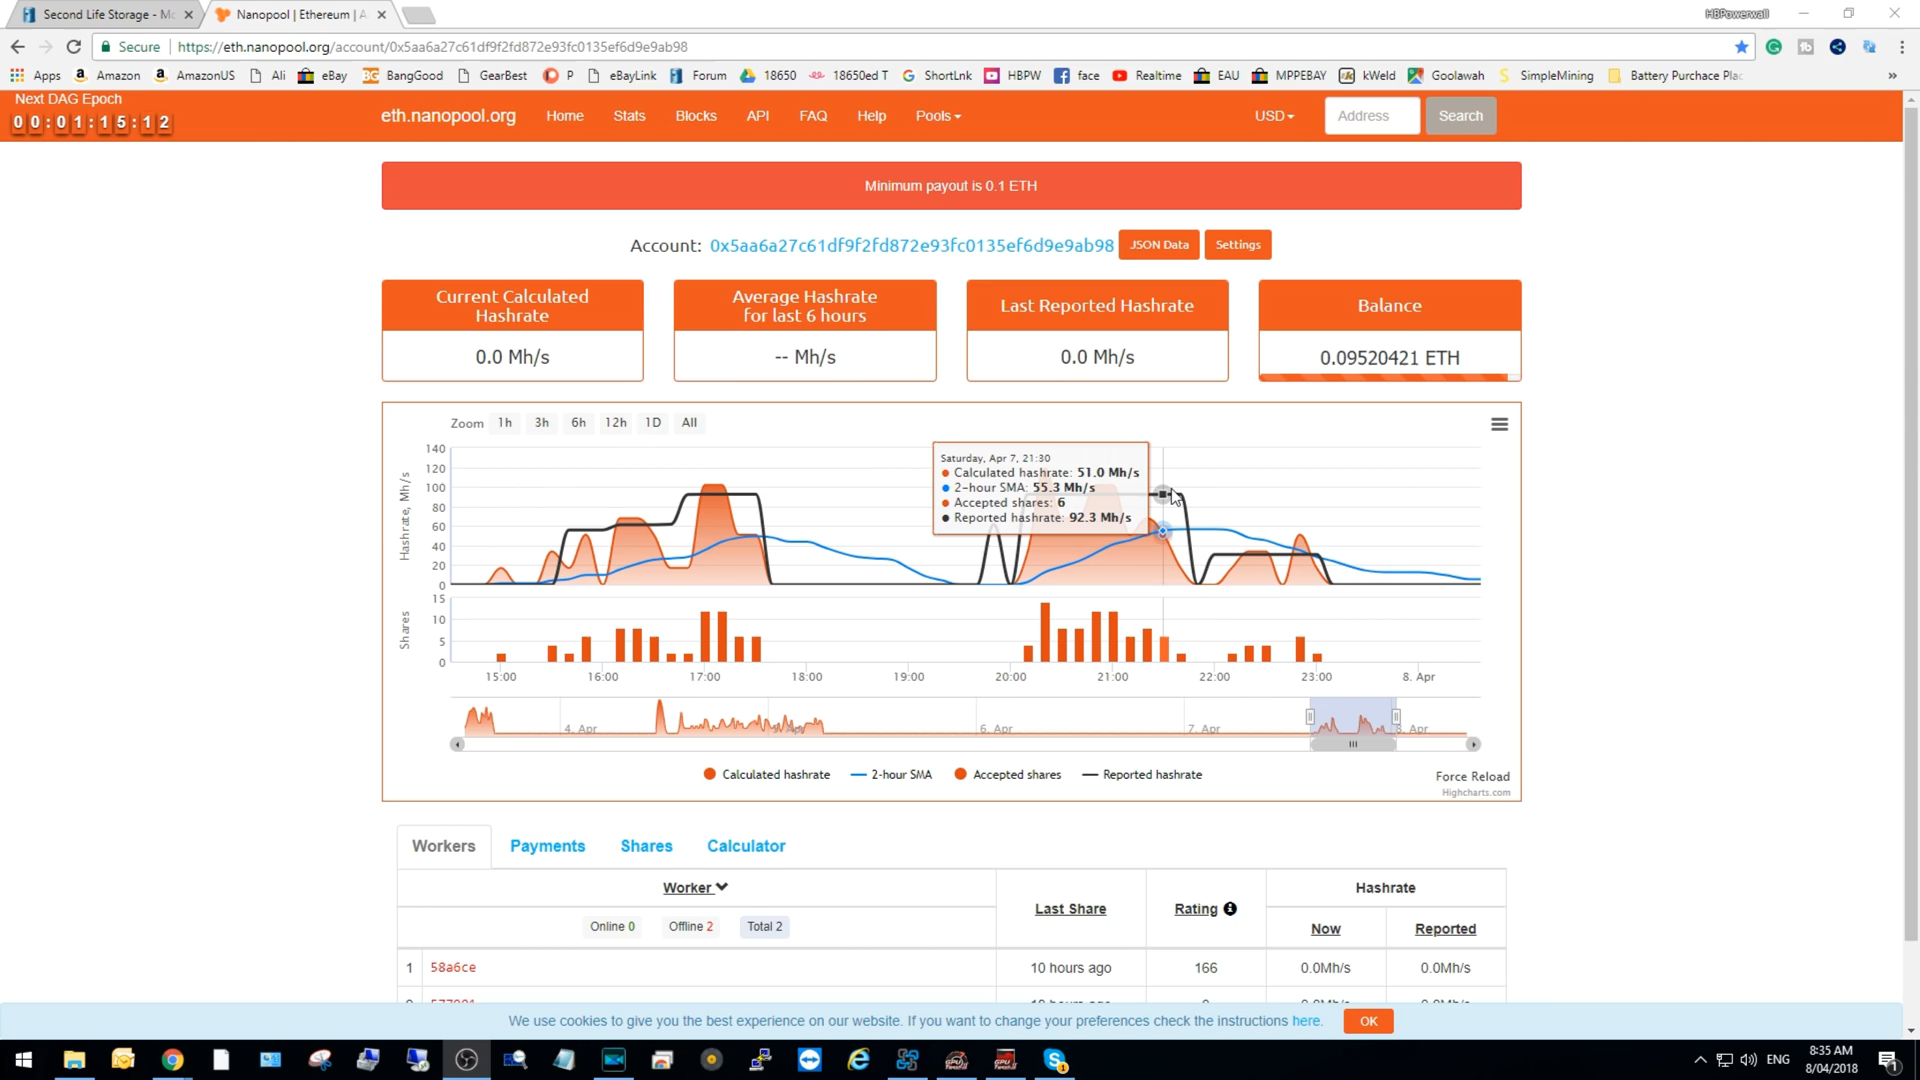 Second Life Storage - Mo
Nanopool | Ethereum | A
HBPowerwall
Secure
https://eth.nanopool.org/account/0x5aa6a27c61df9f2fd872e93fc0135ef6d9e9ab98
Apps Amazon AmazonUS Ali eBay BangGood GearBest P eBayLink Forum 18650 18650ed T ShortLnk HBPW face Realtime EAU MPPEBAY kWeld Goolawah SimpleMining Battery Purchace Plac
Next DAG Epoch
00:01:15:12
eth.nanopool.org Home Stats Blocks API FAQ Help Pools USD Address Search
Minimum payout is 0.1 ETH
Account: 0x5aa6a27c61df9f2fd872e93fc0135ef6d9e9ab98 JSON Data Settings
Current Calculated
Hashrate
0.0 Mh/s
Average Hashrate
for last 6 hours
-- Mh/s
Last Reported Hashrate
0.0 Mh/s
Balance
0.09520421 ETH
Zoom 1h 3h 6h 12h 1D All
Hashrate, Mh/s
140
120
100
80
60
40
20
0
Saturday, Apr 7, 21:30
Calculated hashrate: 51.0 Mh/s
2-hour SMA: 55.3 Mh/s
Accepted shares: 6
Reported hashrate: 92.3 Mh/s
Shares
15
10
5
0
15:00 16:00 17:00 18:00 19:00 20:00 21:00 22:00 23:00 8. Apr
4. Apr 6. Apr 7. Apr Apr
Calculated hashrate 2-hour SMA Accepted shares Reported hashrate
Force Reload
Highcharts.com
Workers Payments Shares Calculator
Worker Last Share Rating Hashrate
Online 0 Offline 2 Total 2
Now Reported
1 58a6ce 10 hours ago 166 0.0Mh/s 0.0Mh/s
We use cookies to give you the best experience on our website. If you want to change your preferences check the instructions here. OK
ENG
8:35 AM
8/04/2018